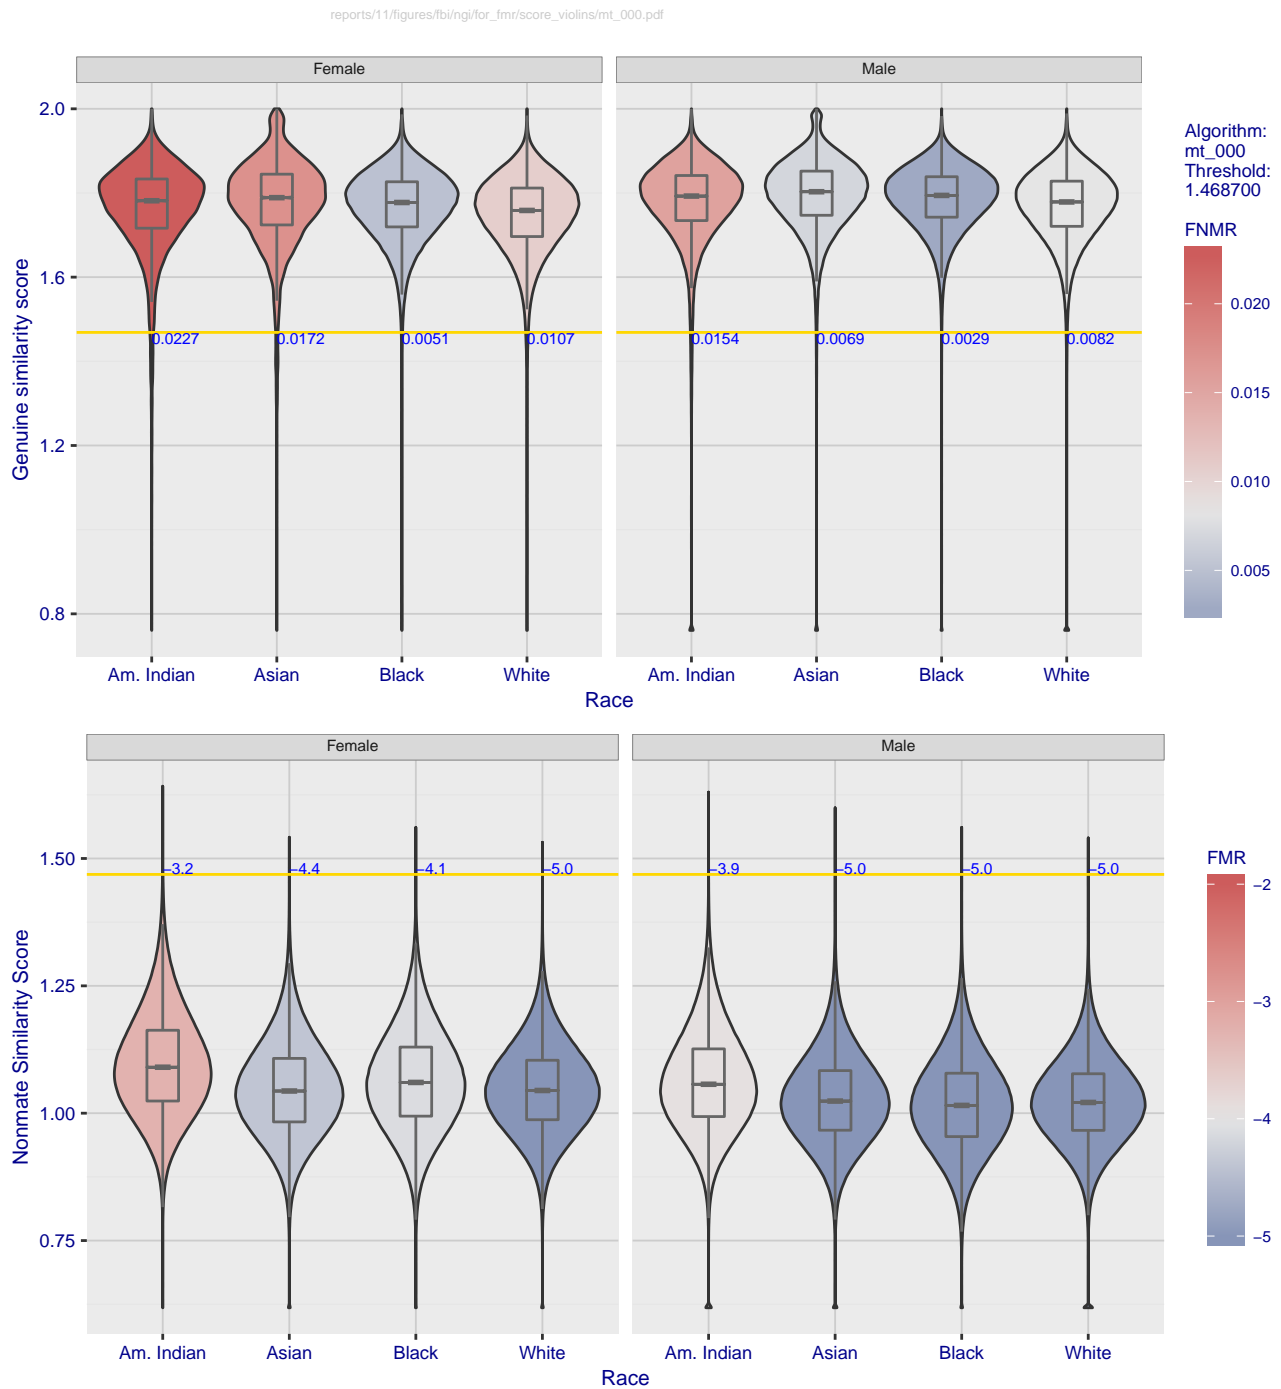 reports/11/figures/fbi/ngi/for_fmr/score_violins/mt_000.pdf
Female
Male
Genuine similarity score
2.0
1.6
1.2
0.8
0.0227
0.0172
0.0051
0.0107
0.0154
0.0069
0.0029
0.0082
Am. Indian
Asian
Black
White
Am. Indian
Asian
Black
White
Race
Algorithm:
mt_000
Threshold:
1.468700
FNMR
0.020
0.015
0.010
0.005
Female
Male
Nonmate Similarity Score
1.50
1.25
1.00
0.75
−3.2
−4.4
−4.1
−5.0
−3.9
−5.0
−5.0
−5.0
Am. Indian
Asian
Black
White
Am. Indian
Asian
Black
White
Race
FMR
−2
−3
−4
−5